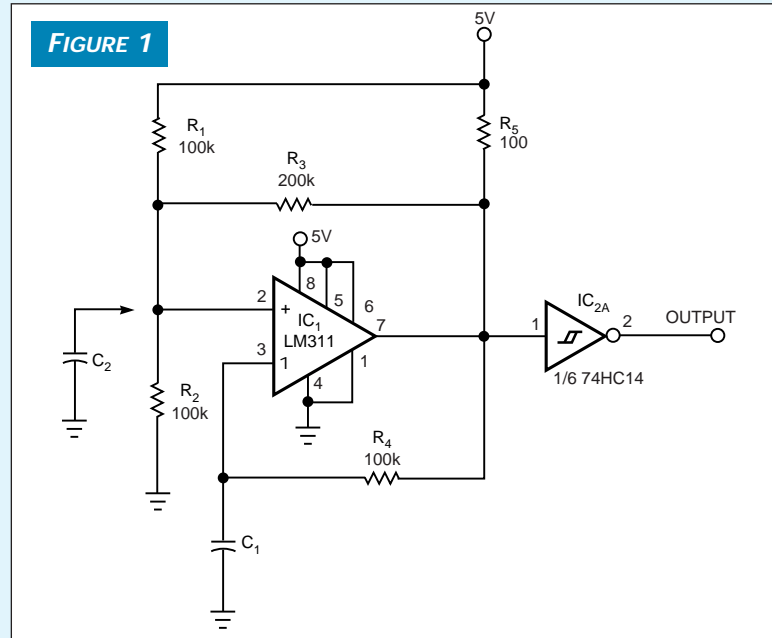 FIGURE 1
5V
R1
100k
R5
100
R3
200k
5V
8
5
6
2
+
IC1
LM311
7
3
1
4
1
IC2A
1
2
OUTPUT
1/6 74HC14
C2
R2
100k
R4
100k
C1